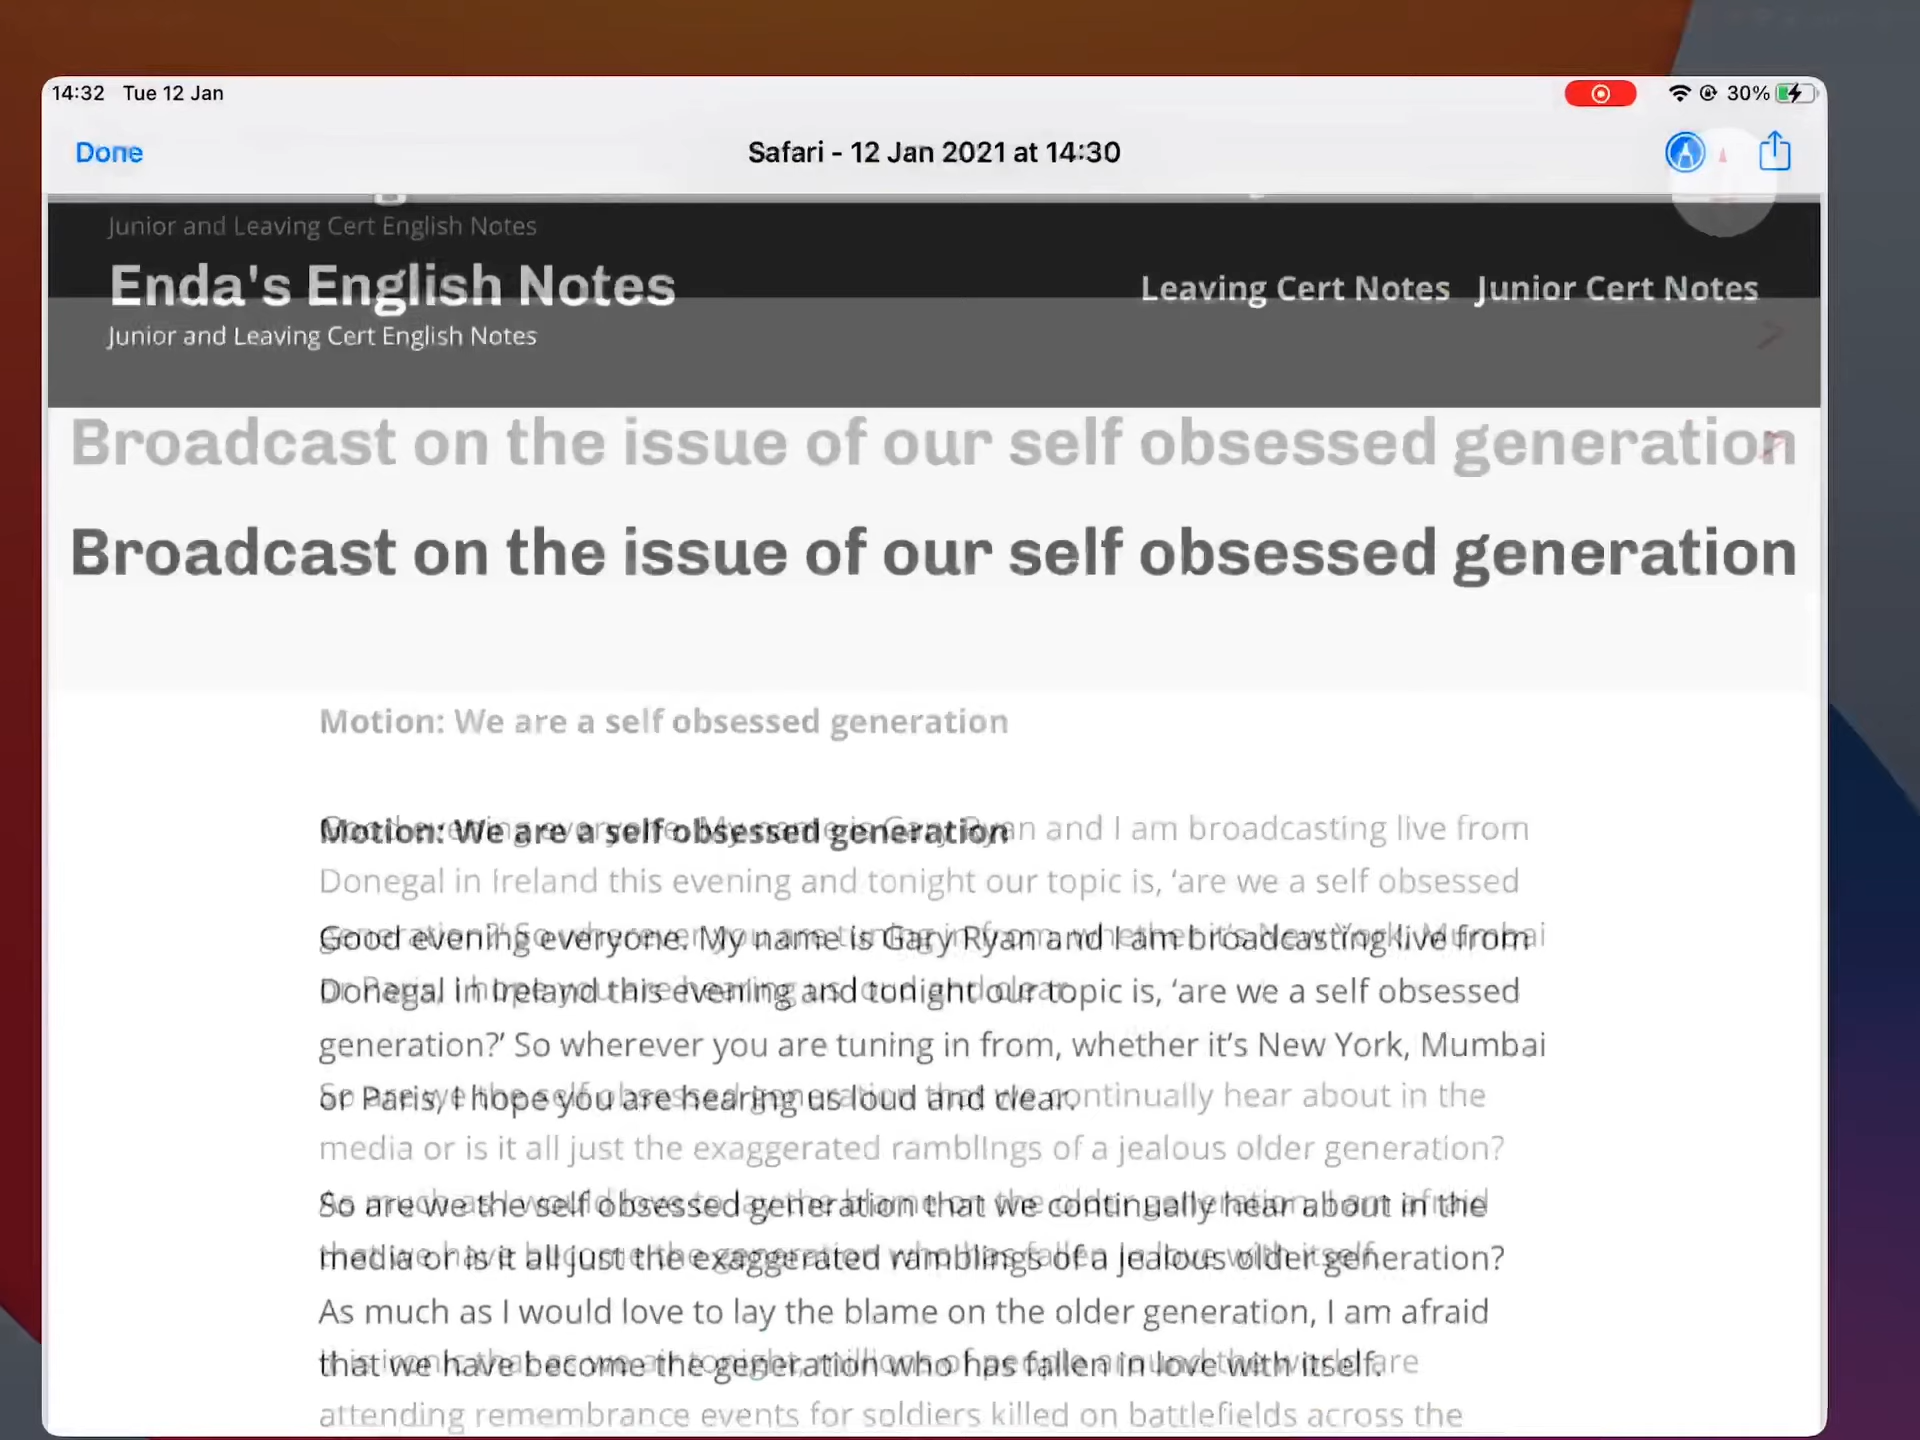 14:32 Tue 12 Jan
30%
Done
Safari - 12 Jan 2021 at 14:30
Junior and Leaving Cert English Notes
Enda's English Notes
Leaving Cert Notes Junior Cert Notes
Junior and Leaving Cert English Notes
Broadcast on the issue of our self obsessed generation
Broadcast on the issue of our self obsessed generation
Motion: We are a self obsessed generation
Motion: We are a self obsessed generation
and I am broadcasting live from
Donegal in Ireland this evening and tonight our topic is, ‘are we a self obsessed
Good evening everyone. My name is Gary Ryan and I am broadcasting live from
Donegal in Ireland this evening and tonight our topic is, ‘are we a self obsessed
generation?’ So wherever you are tuning in from, whether it’s New York, Mumbai
or Paris, I hope you are hearing us loud and clear.
continually hear about in the
media or is it all just the exaggerated ramblings of a jealous older generation?
So are we the self obsessed generation that we continually hear about in the
media or is it all just the exaggerated ramblings of a jealous older generation?
As much as I would love to lay the blame on the older generation, I am afraid
that we have become the generation who has fallen in love with itself.
attending remembrance events for soldiers killed on battlefields across the